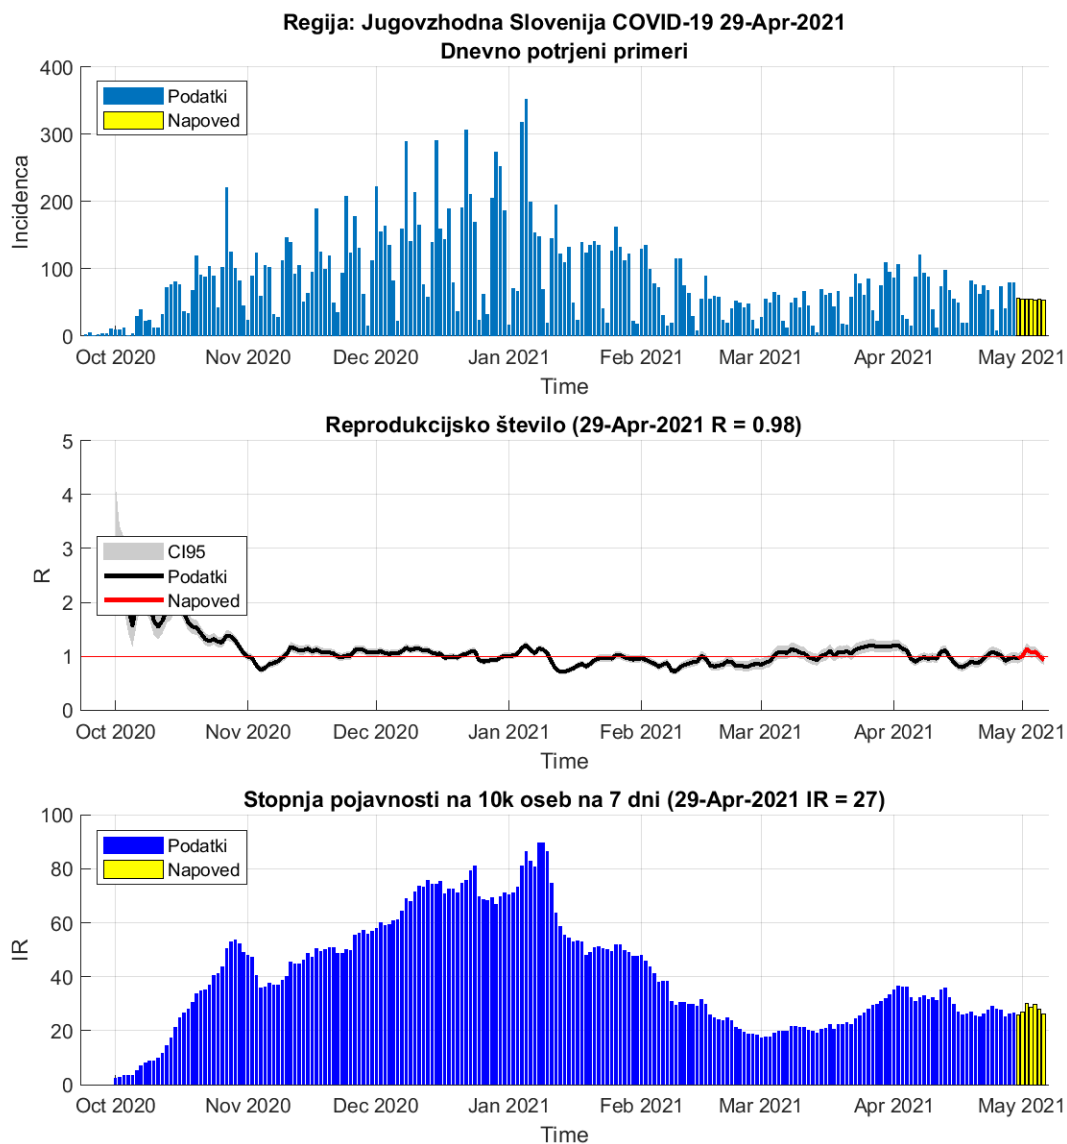 Regija: Jugovzhodna Slovenija COVID-19 29-Apr-2021
Dnevno potrjeni primeri
400
300
200
100
0
Incidenca
Podatki
Napoved
Oct 2020 Nov 2020 Dec 2020 Jan 2021 Feb 2021 Mar 2021 Apr 2021 May 2021
Time
Reprodukcijsko število (29-Apr-2021 R = 0.98)
5
4
3
2
1
0
R
CI95
Podatki
Napoved
Oct 2020 Nov 2020 Dec 2020 Jan 2021 Feb 2021 Mar 2021 Apr 2021 May 2021
Time
Stopnja pojavnosti na 10k oseb na 7 dni (29-Apr-2021 IR = 27)
100
80
60
40
20
0
IR
Podatki
Napoved
Oct 2020 Nov 2020 Dec 2020 Jan 2021 Feb 2021 Mar 2021 Apr 2021 May 2021
Time